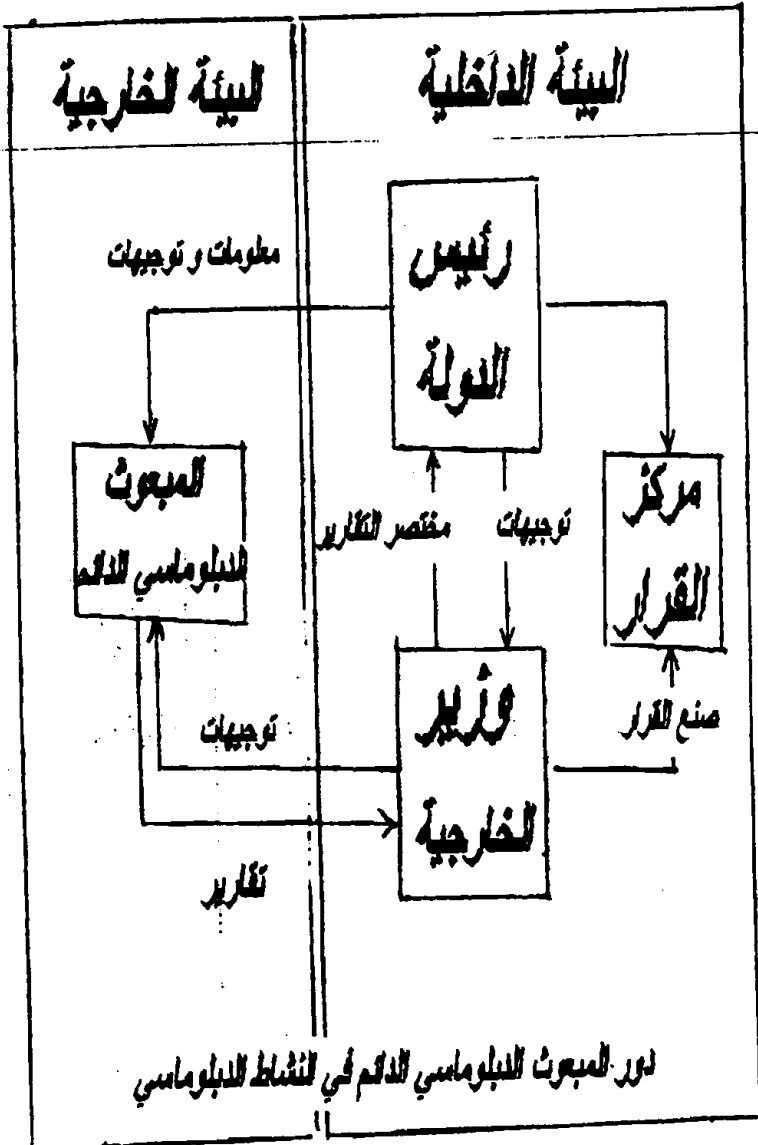 البيئة الداخلية
البيئة الخارجية
رئيس
الدولة
معلومات و توجيهات
المبعوث
الدبلوماسي الدائم
مركز
القرار
توجيهات
مختصر التقارير
وزير
الخارجية
صنع القرار
توجيهات
تقارير
دور المبعوث الدبلوماسي الدائم في النشاط الدبلوماسي